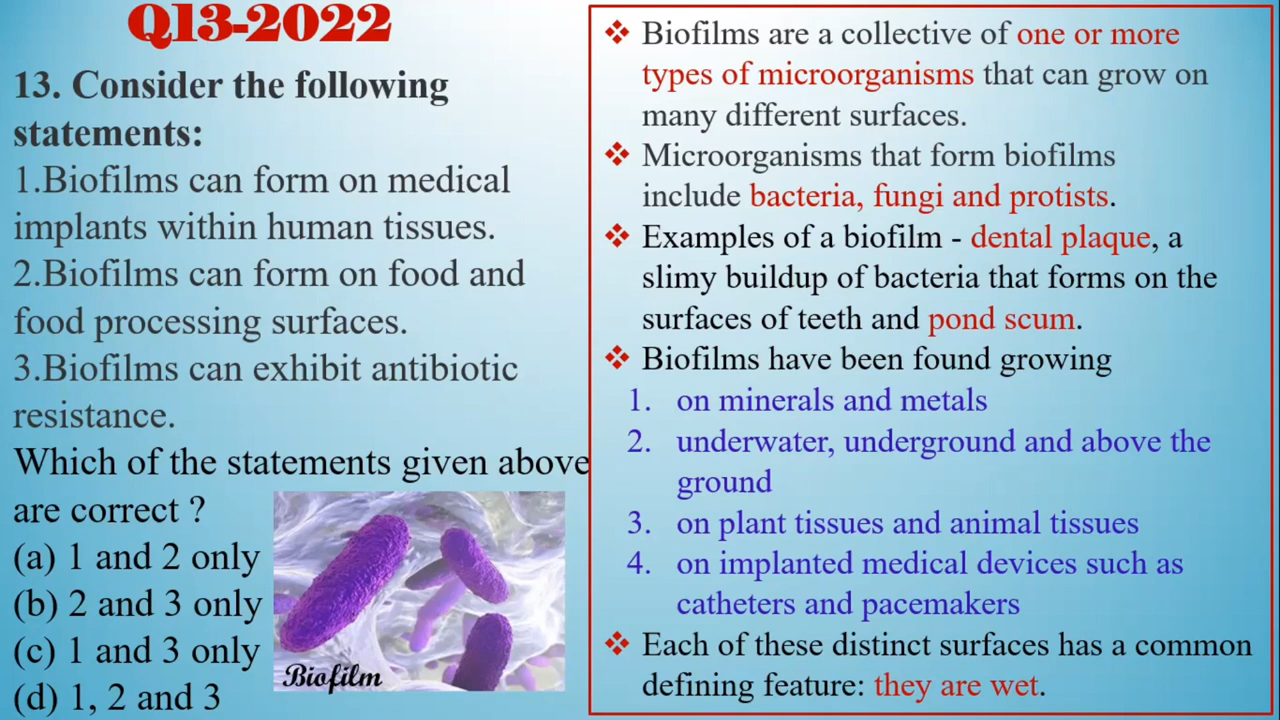 Q13-2022
13. Consider the following
statements:
1.Biofilms can form on medical
implants within human tissues.
2.Biofilms can form on food and
food processing surfaces.
3.Biofilms can exhibit antibiotic
resistance.
Which of the statements given above
are correct ?
(a) 1 and 2 only
(b) 2 and 3 only
(c) 1 and 3 only
(d) 1, 2 and 3
Biofilm
❖ Biofilms are a collective of one or more
types of microorganisms that can grow on
many different surfaces.
❖ Microorganisms that form biofilms
include bacteria, fungi and protists.
❖ Examples of a biofilm - dental plaque, a
slimy buildup of bacteria that forms on the
surfaces of teeth and pond scum.
❖ Biofilms have been found growing
1. on minerals and metals
2. underwater, underground and above the
ground
3. on plant tissues and animal tissues
4. on implanted medical devices such as
catheters and pacemakers
❖ Each of these distinct surfaces has a common
defining feature: they are wet.